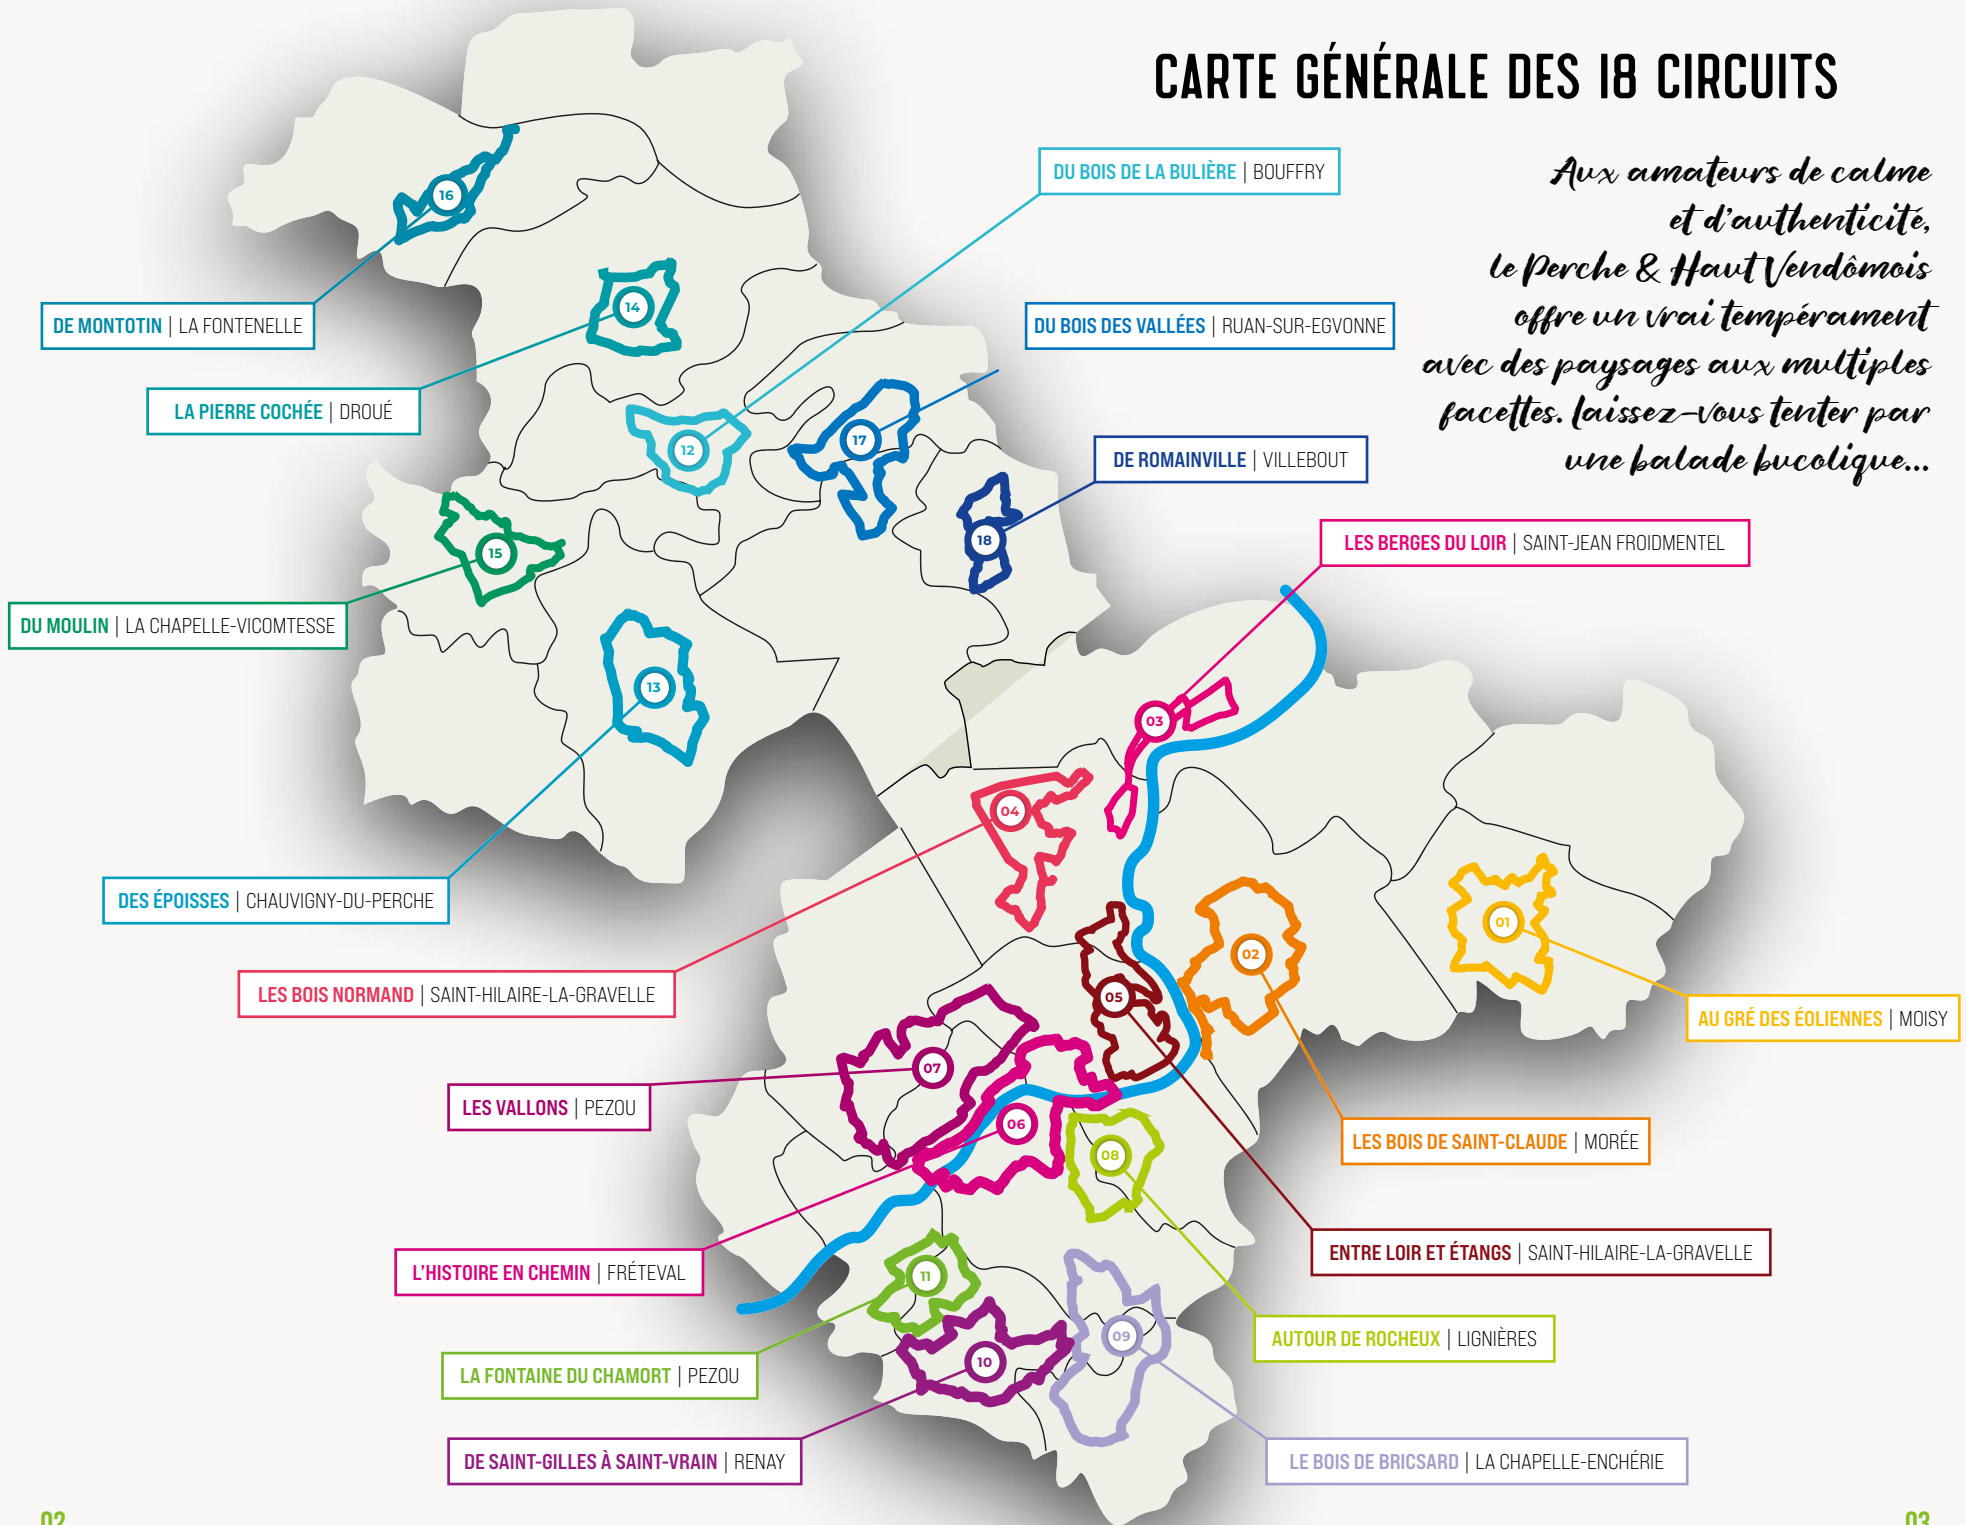 CARTE GÉNÉRALE DES 18 CIRCUITS
Aux amateurs de calme
et d'authenticité,
le Perche & Haut Vendômois
offre un vrai tempérament
avec des paysages aux multiples
facettes. Laissez-vous tenter par
une balade bucolique...
DU BOIS DE LA BULIÈRE | BOUFFRY
DE MONTOTIN | LA FONTENELLE
DU BOIS DES VALLÉES | RUAN-SUR-EGVONNE
LA PIERRE COCHÉE | DROUÉ
DE ROMAINVILLE | VILLEBOUT
LES BERGES DU LOIR | SAINT-JEAN FROIDMENTEL
DU MOULIN | LA CHAPELLE-VICOMTESSE
DES ÉPOISSES | CHAUVIGNY-DU-PERCHE
LES BOIS NORMAND | SAINT-HILAIRE-LA-GRAVELLE
AU GRÉ DES ÉOLIENNES | MOISY
LES VALLONS | PEZOU
LES BOIS DE SAINT-CLAUDE | MORÉE
L'HISTOIRE EN CHEMIN | FRÉTEVAL
ENTRE LOIR ET ÉTANGS | SAINT-HILAIRE-LA-GRAVELLE
AUTOUR DE ROCHEUX | LIGNIÈRES
LA FONTAINE DU CHAMORT | PEZOU
DE SAINT-GILLES À SAINT-VRAIN | RENAY
LE BOIS DE BRICSARD | LA CHAPELLE-ENCHÉRIE
16
14
12
17
18
15
13
03
04
01
02
05
07
06
08
11
09
10
02
03